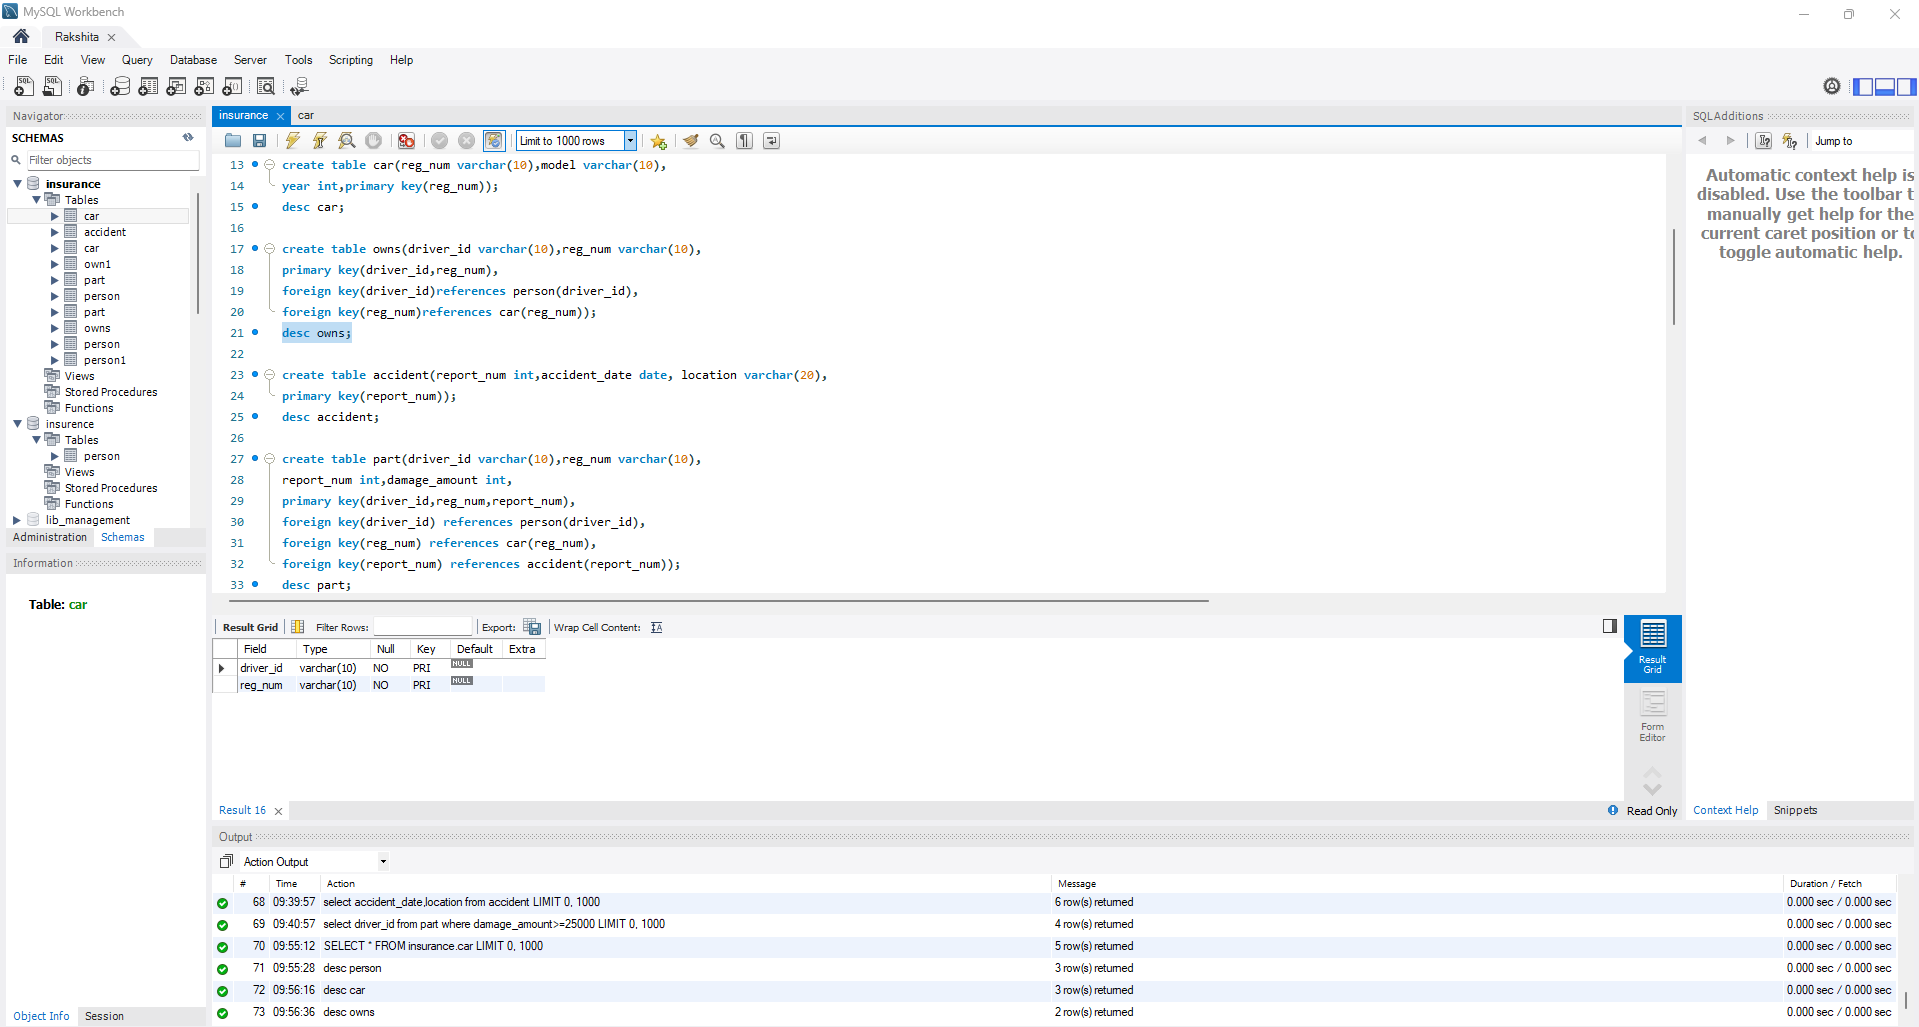 MySQL Workbench
Rakshita
File Edit View Query Database Server Tools Scripting Help
Navigator
SCHEMAS
Filter objects
insurance
Tables
car
accident
car
own1
part
person
part
owns
person
person1
Views
Stored Procedures
Functions
insurence
Tables
person
Views
Stored Procedures
Functions
lib_management
Administration Schemas
Information
Table: car
Object Info Session
insurance car
Limit to 1000 rows
13 create table car(reg_num varchar(10),model varchar(10),
14 year int,primary key(reg_num));
15 desc car;
16
17 create table owns(driver_id varchar(10),reg_num varchar(10),
18 primary key(driver_id,reg_num),
19 foreign key(driver_id)references person(driver_id),
20 foreign key(reg_num)references car(reg_num));
21 desc owns;
22
23 create table accident(report_num int,accident_date date, location varchar(20),
24 primary key(report_num));
25 desc accident;
26
27 create table part(driver_id varchar(10),reg_num varchar(10),
28 report_num int,damage_amount int,
29 primary key(driver_id,reg_num,report_num),
30 foreign key(driver_id) references person(driver_id),
31 foreign key(reg_num) references car(reg_num),
32 foreign key(report_num) references accident(report_num));
33 desc part;
Result Grid Filter Rows: Export: Wrap Cell Content:
Field Type Null Key Default Extra
driver_id varchar(10) NO PRI NULL
reg_num varchar(10) NO PRI NULL
Result Grid
Form Editor
Result 16
Read Only
SQLAdditions
Jump to
Automatic context help is
disabled. Use the toolbar t
manually get help for the
current caret position or to
toggle automatic help.
Context Help Snippets
Output
Action Output
# Time Action Message Duration / Fetch
68 09:39:57 select accident_date,location from accident LIMIT 0, 1000 6 row(s) returned 0.000 sec / 0.000 sec
69 09:40:57 select driver_id from part where damage_amount>=25000 LIMIT 0, 1000 4 row(s) returned 0.000 sec / 0.000 sec
70 09:55:12 SELECT * FROM insurance.car LIMIT 0, 1000 5 row(s) returned 0.000 sec / 0.000 sec
71 09:55:28 desc person 3 row(s) returned 0.000 sec / 0.000 sec
72 09:56:16 desc car 3 row(s) returned 0.000 sec / 0.000 sec
73 09:56:36 desc owns 2 row(s) returned 0.000 sec / 0.000 sec